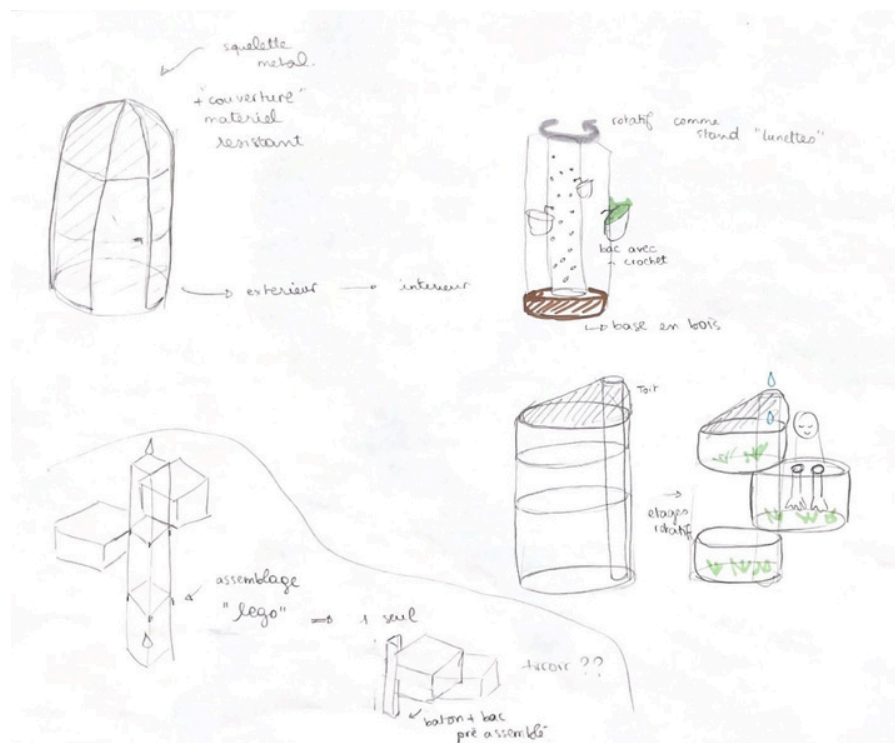 squelette
metal.
+ "couverture"
materiel
resistant
exterieur
interieur
rotatif comme
stand "lunettes"
bac avec
crochet
base en bois
Toit
etages
rotatif
assemblage
"lego"
1 seul
tiroir ??
baton + bac
pré assemblé